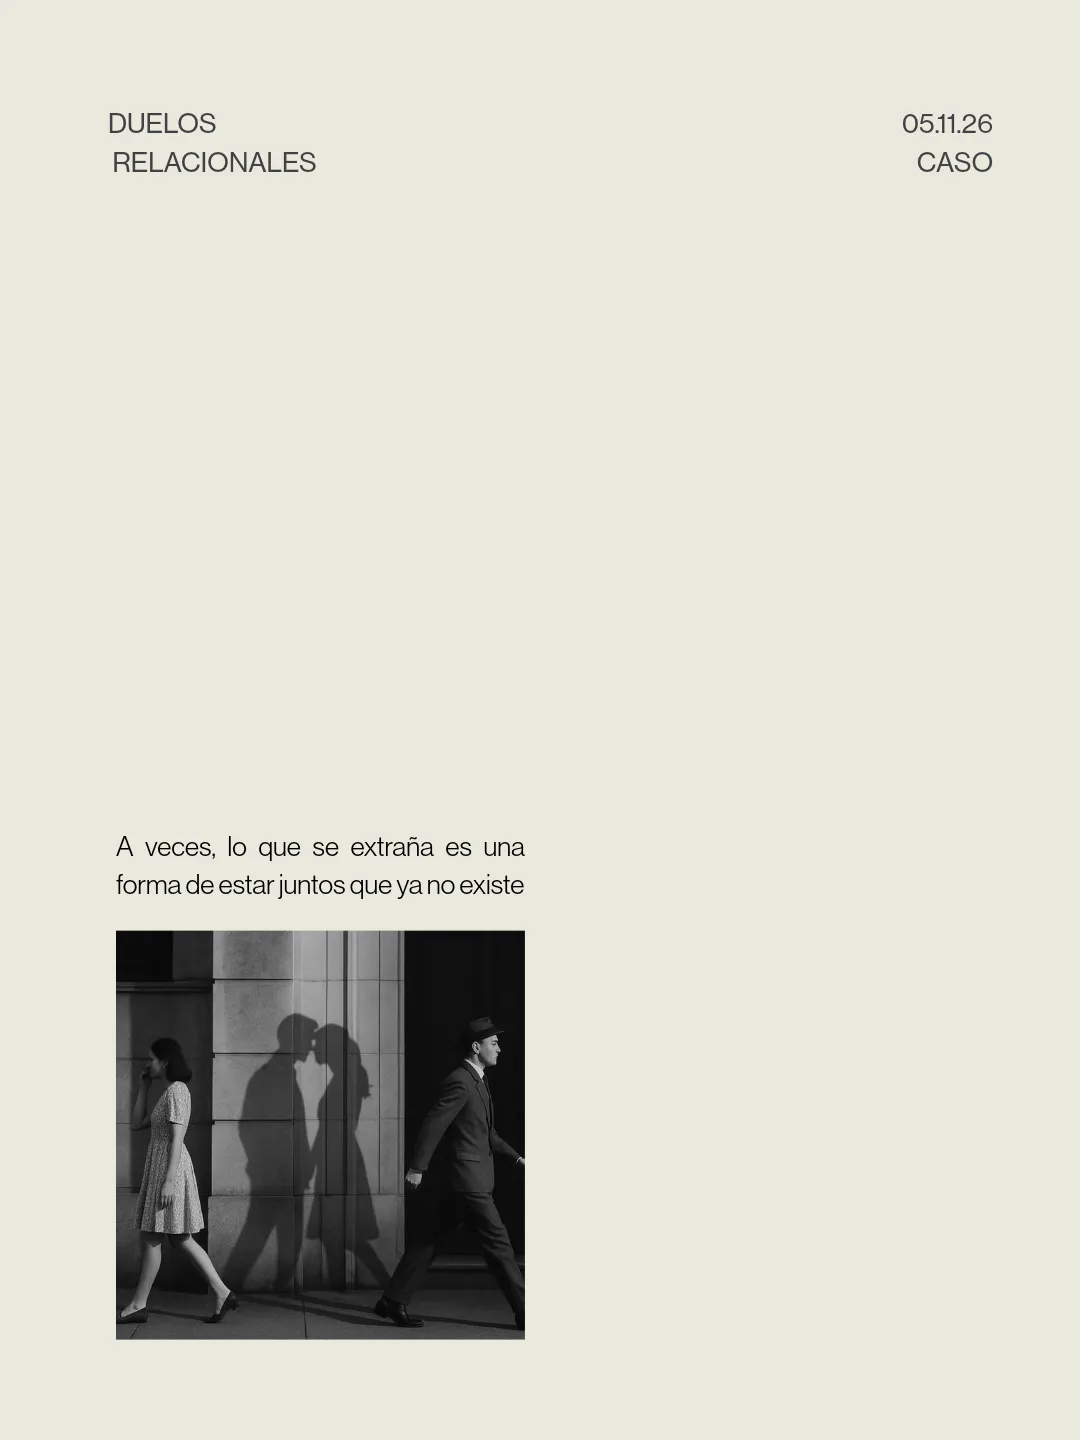 DUELOS
RELACIONALES
05.11.26
CASO
A veces, lo que se extraña es una
forma de estar juntos que ya no existe